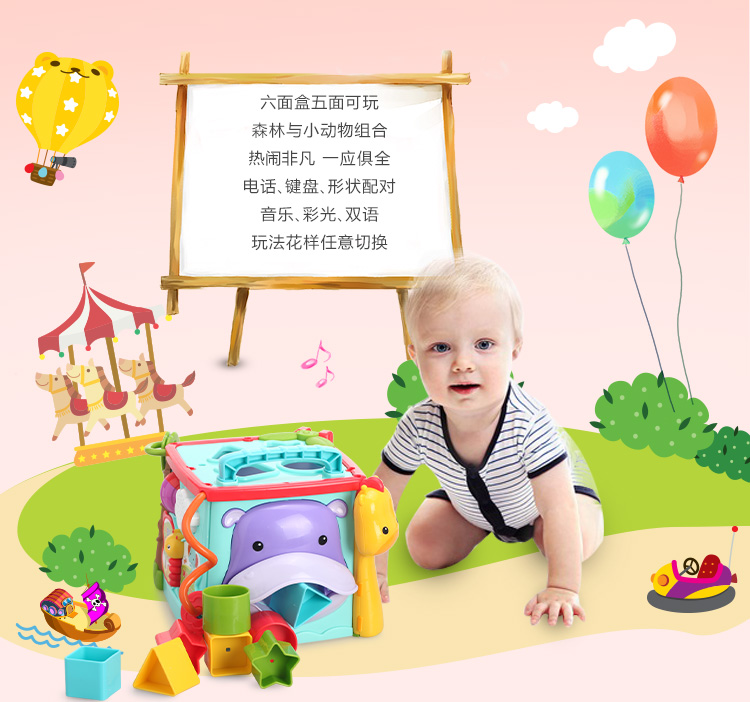 六面盒五面可玩
森林与小动物组合
热闹非凡 一应俱全
电话、键盘、形状配对
音乐、彩光、双语
玩法花样任意切换